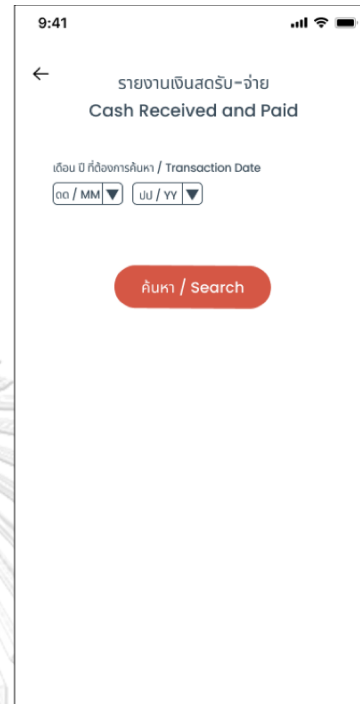 9:41
รายงานเงินสดรับ-จ่าย
Cash Received and Paid
เดือน ปี ที่ต้องการค้นหา / Transaction Date
ดด / MM ปป / YY
ค้นหา / Search